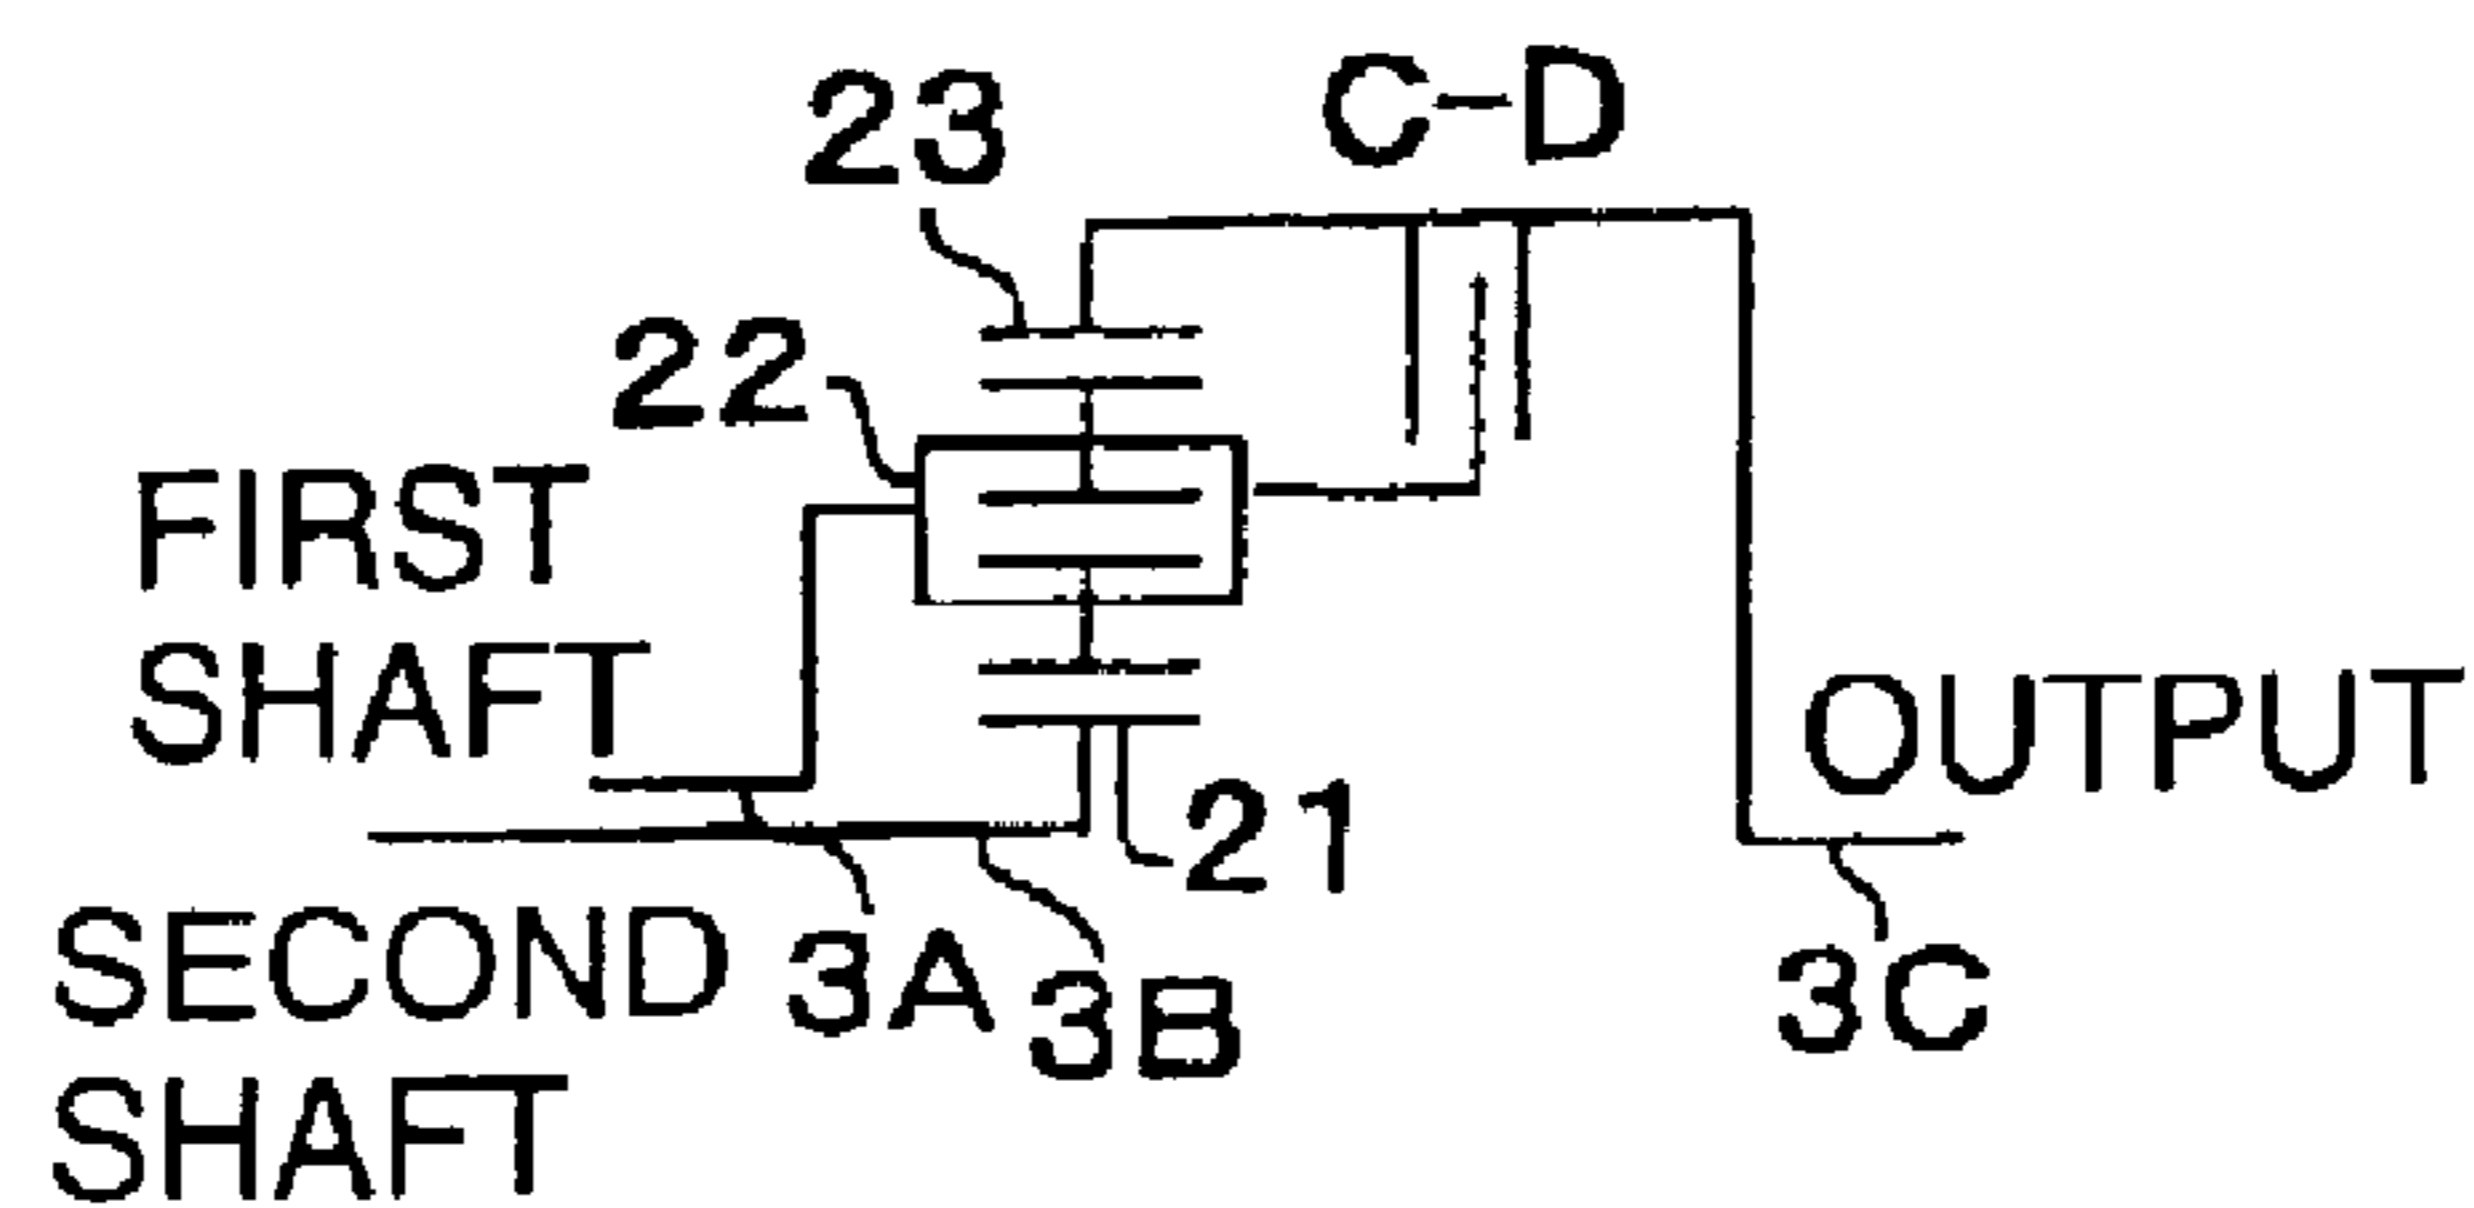 23
C-D
22
FIRST
SHAFT
OUTPUT
21
SECOND
SHAFT
3A
3B
3C